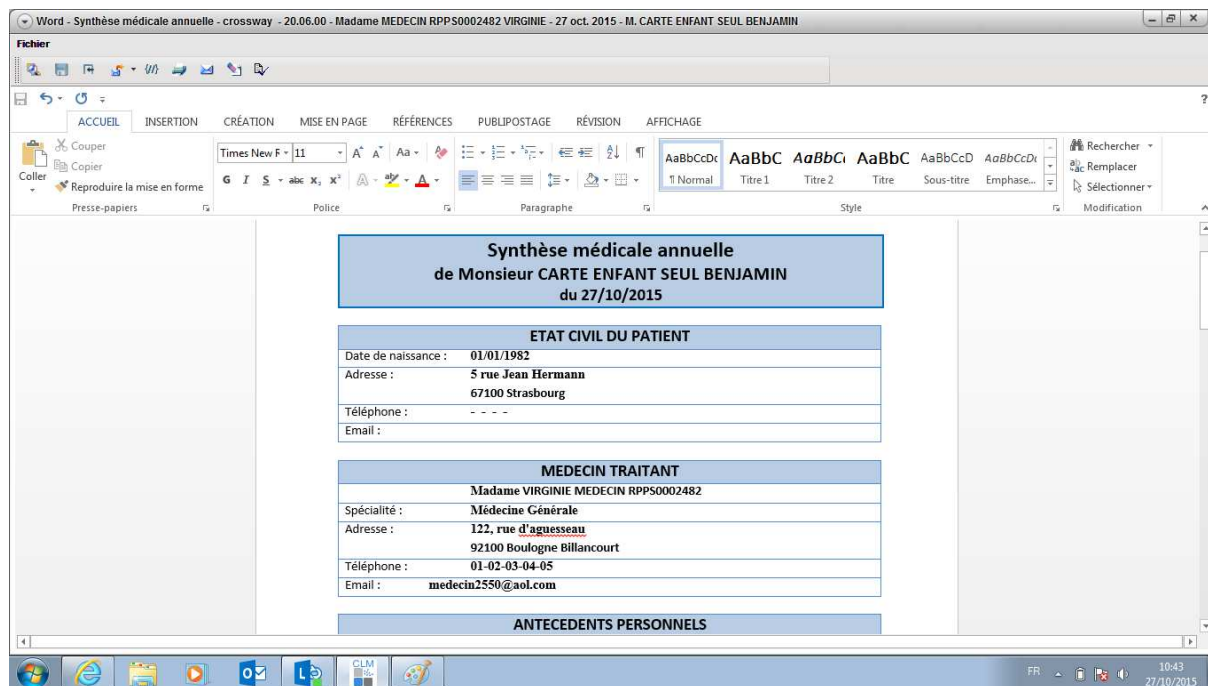 Word - Synthèse médicale annuelle - crossway - 20.06.00 - Madame MEDECIN RPPS0002482 VIRGINIE - 27 oct. 2015 - M. CARTE ENFANT SEUL BENJAMIN
Fichier
?
ACCUEIL INSERTION CRÉATION MISE EN PAGE RÉFÉRENCES PUBLIPOSTAGE RÉVISION AFFICHAGE
Coller
Couper
Copier
Reproduire la mise en forme
Presse-papiers
Times New F 11
G I S abc X₂ X²
Police
Paragraphe
AaBbCcDc AaBbC AaBbCi AaBbC AaBbCcD AaBbCcDc
¶ Normal Titre 1 Titre 2 Titre Sous-titre Emphase...
Style
Rechercher
Remplacer
Sélectionner
Modification
Synthèse médicale annuelle
de Monsieur CARTE ENFANT SEUL BENJAMIN
du 27/10/2015
ETAT CIVIL DU PATIENT
Date de naissance : 01/01/1982
Adresse : 5 rue Jean Hermann
67100 Strasbourg
Téléphone : - - - -
Email :
MEDECIN TRAITANT
Madame VIRGINIE MEDECIN RPPS0002482
Spécialité : Médecine Générale
Adresse : 122, rue d'aguesseau
92100 Boulogne Billancourt
Téléphone : 01-02-03-04-05
Email : medecin2550@aol.com
ANTECEDENTS PERSONNELS
CLM
FR
10:43
27/10/2015